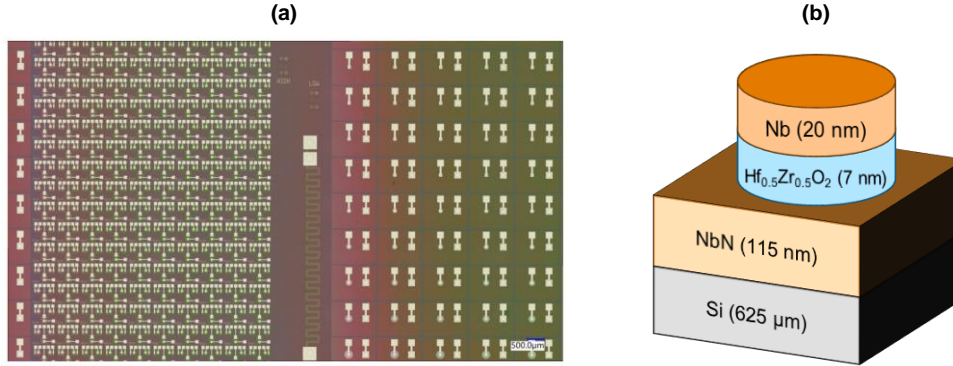 (a)
(b)
500.0μm
Nb (20 nm)
Hf0.5Zr0.5O2 (7 nm)
NbN (115 nm)
Si (625 μm)